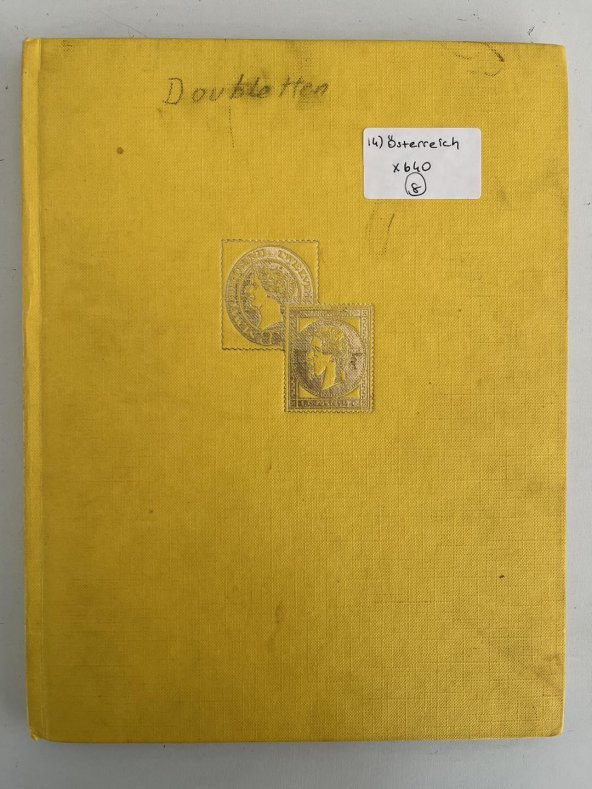 Doubletten
14) Österreich
x640
8